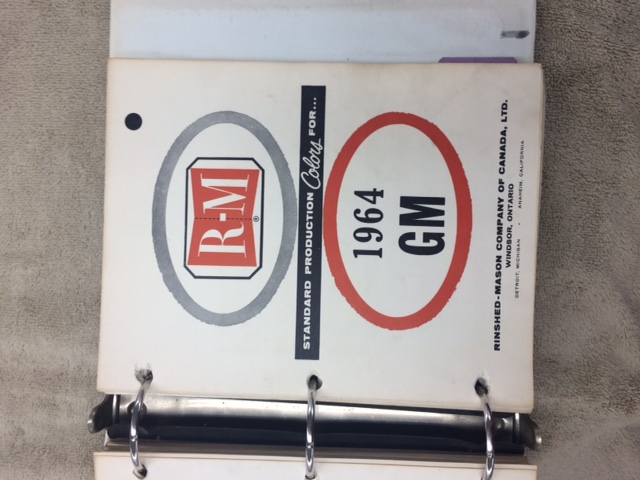 R-M
®
STANDARD PRODUCTION Colors FOR...
1964
GM
RINSHED-MASON COMPANY OF CANADA, LTD.
WINDSOR, ONTARIO
DETROIT, MICHIGAN • ANAHEIM, CALIFORNIA